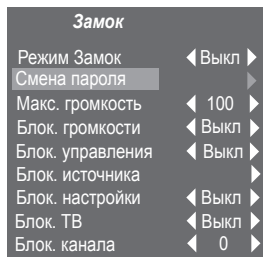 Замок
Режим Замок Выкл
Смена пароля
Макс. громкость 100
Блок. громкости Выкл
Блок. управления Выкл
Блок. источника
Блок. настройки Выкл
Блок. ТВ Выкл
Блок. канала 0